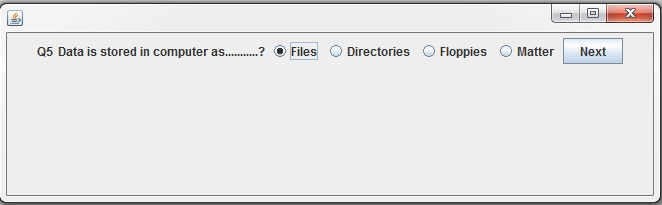 Q5 Data is stored in computer as...........? Files Directories Floppies Matter Next